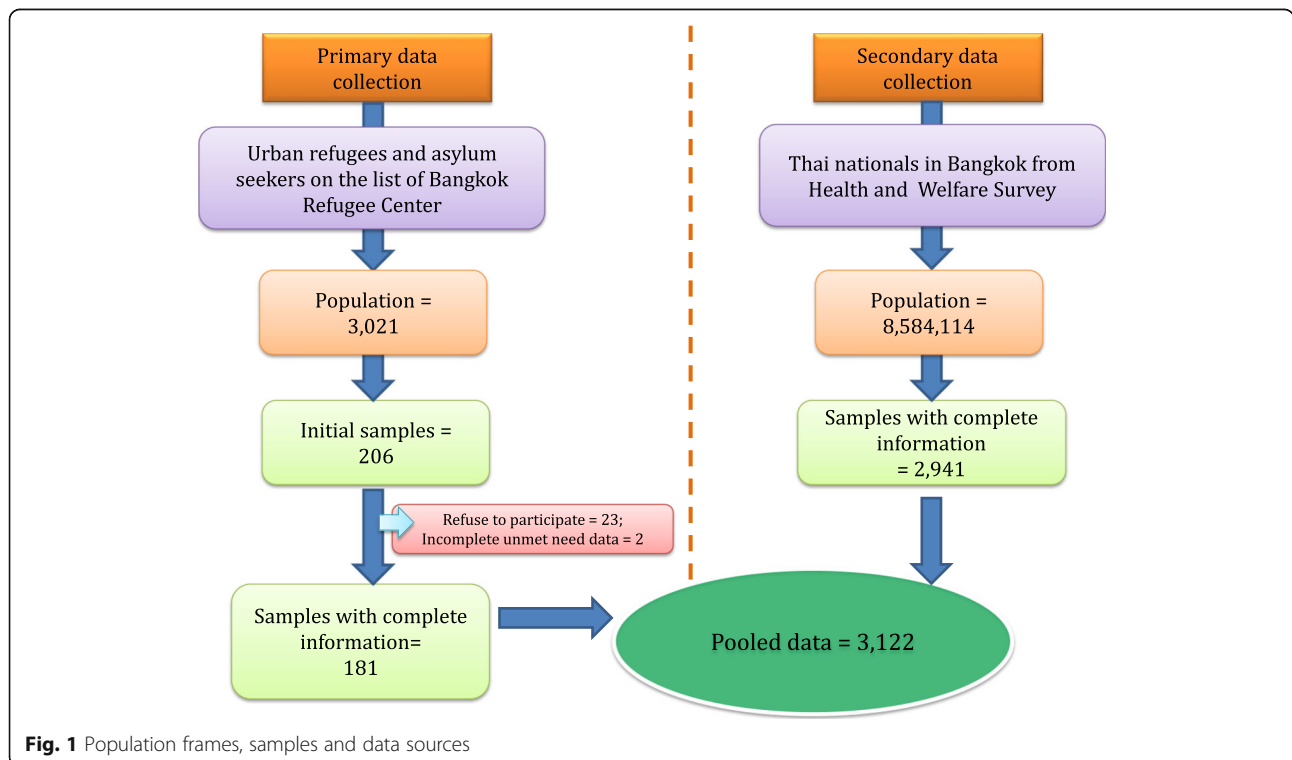 Primary data
collection
Urban refugees and asylum
seekers on the list of Bangkok
Refugee Center
Population =
3,021
Initial samples =
206
Refuse to participate = 23;
Incomplete unmet need data = 2
Samples with complete
information=
181
Secondary data
collection
Thai nationals in Bangkok from
Health and Welfare Survey
Population =
8,584,114
Samples with complete
information
= 2,941
Pooled data = 3,122
Fig. 1 Population frames, samples and data sources